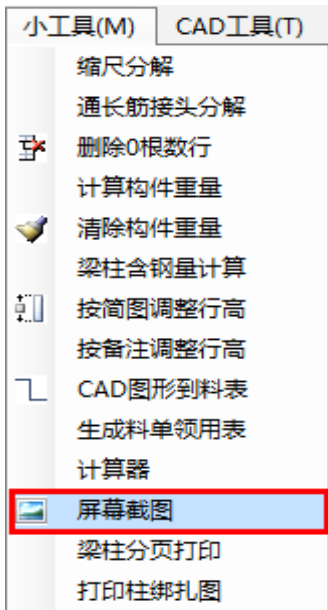 小工具(M) CAD工具(T)
缩尺分解
通长筋接头分解
删除0根数行
计算构件重量
清除构件重量
梁柱含钢量计算
按简图调整行高
按备注调整行高
CAD图形到料表
生成料单领用表
计算器
屏幕截图
梁柱分页打印
打印柱绑扎图